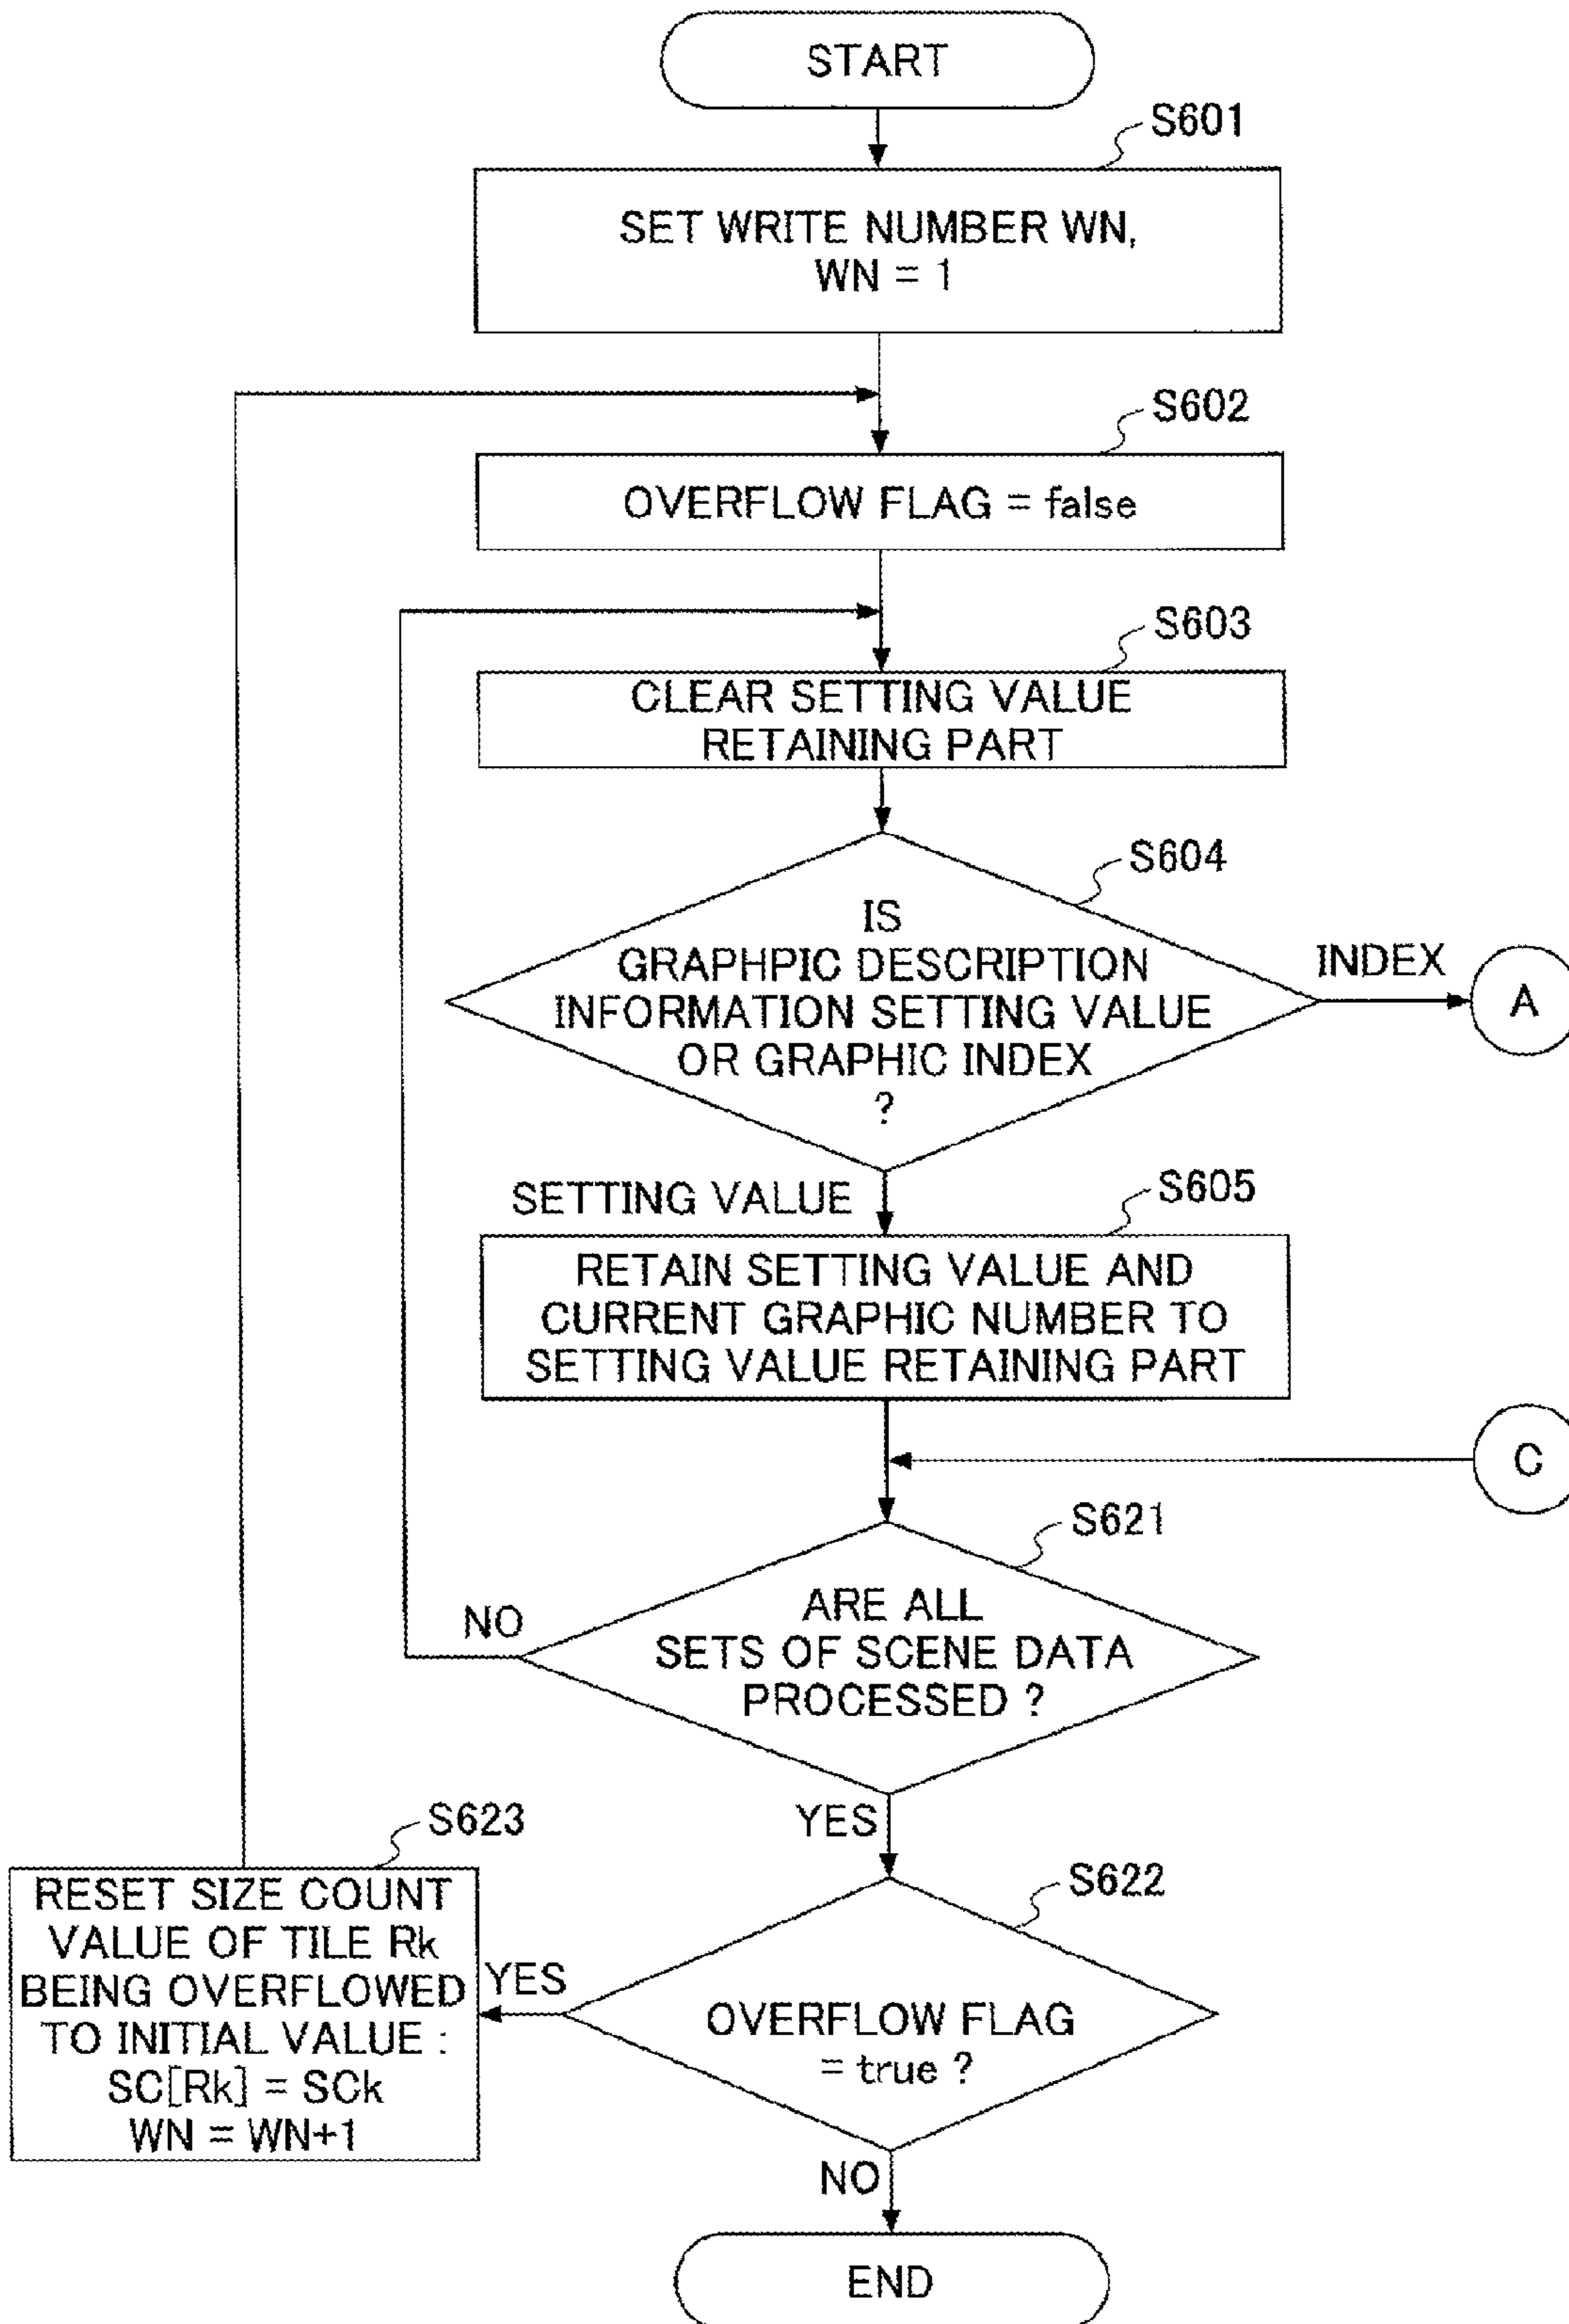 START
S601
SET WRITE NUMBER WN,
WN = 1
S602
OVERFLOW FLAG = false
S603
CLEAR SETTING VALUE
RETAINING PART
S604
IS
GRAPHPIC DESCRIPTION
INFORMATION SETTING VALUE
OR GRAPHIC INDEX
?
INDEX
A
SETTING VALUE
S605
RETAIN SETTING VALUE AND
CURRENT GRAPHIC NUMBER TO
SETTING VALUE RETAINING PART
C
S621
ARE ALL
SETS OF SCENE DATA
PROCESSED ?
NO
YES
S623
RESET SIZE COUNT
VALUE OF TILE Rk
BEING OVERFLOWED
TO INITIAL VALUE :
SC[Rk] = SCk
WN = WN+1
YES
S622
OVERFLOW FLAG
= true ?
NO
END